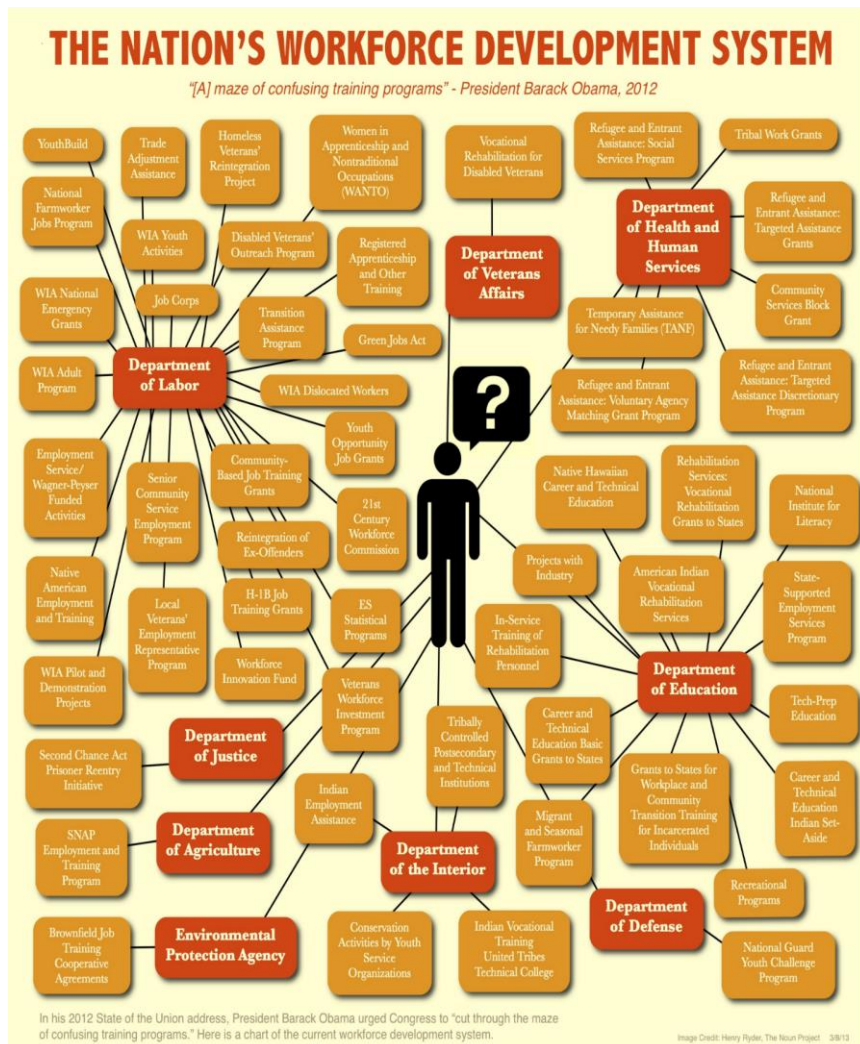 THE NATION'S WORKFORCE DEVELOPMENT SYSTEM
“[A] maze of confusing training programs” - President Barack Obama, 2012
YouthBuild
Trade
Adjustment
Assistance
Homeless
Veterans'
Reintegration
Project
Women in
Apprenticeship and
Nontraditional
Occupations
(WANTO)
Vocational
Rehabilitation for
Disabled Veterans
Refugee and Entrant
Assistance: Social
Services Program
Tribal Work Grants
National
Farmworker
Jobs Program
WIA Youth
Activities
Disabled Veterans'
Outreach Program
Registered
Apprenticeship
and Other
Training
Department
of Veterans
Affairs
Department
of Health and
Human
Services
Refugee and
Entrant Assistance:
Targeted Assistance
Grants
WIA National
Emergency
Grants
Job Corps
Transition
Assistance
Program
Green Jobs Act
Temporary Assistance
for Needy Families (TANF)
Community
Services Block
Grant
WIA Adult
Program
Department
of Labor
WIA Dislocated Workers
?
Refugee and Entrant
Assistance: Voluntary Agency
Matching Grant Program
Refugee and Entrant
Assistance: Targeted
Assistance Discretionary
Program
Youth
Opportunity
Job Grants
Employment
Service/
Wagner-Peyser
Funded
Activities
Senior
Community
Service
Employment
Program
Community-
Based Job Training
Grants
21st
Century
Workforce
Commission
Native Hawaiian
Career and Technical
Education
Rehabilitation
Services:
Vocational
Rehabilitation
Grants to States
National
Institute for
Literacy
Reintegration of
Ex-Offenders
Projects with
Industry
American Indian
Vocational
Rehabilitation
Services
State-
Supported
Employment
Services
Program
Native
American
Employment
and Training
Local
Veterans'
Employment
Representative
Program
H-1B Job
Training Grants
ES
Statistical
Programs
In-Service
Training of
Rehabilitation
Personnel
Department
of Education
WIA Pilot and
Demonstration
Projects
Workforce
Innovation Fund
Veterans
Workforce
Investment
Program
Tribally
Controlled
Postsecondary
and Technical
Institutions
Career and
Technical
Education Basic
Grants to States
Tech-Prep
Education
Second Chance Act
Prisoner Reentry
Initiative
Department
of Justice
Indian
Employment
Assistance
Migrant
and Seasonal
Farmworker
Program
Grants to States for
Workplace and
Community
Transition Training
for Incarcerated
Individuals
Career and
Technical
Education
Indian Set-
Aside
SNAP
Employment and
Training
Program
Department
of Agriculture
Department
of the Interior
Recreational
Programs
Brownfield Job
Training
Cooperative
Agreements
Environmental
Protection Agency
Conservation
Activities by Youth
Service
Organizations
Indian Vocational
Training
United Tribes
Technical College
Department
of Defense
National Guard
Youth Challenge
Program
In his 2012 State of the Union address, President Barack Obama urged Congress to “cut through the maze
of confusing training programs.” Here is a chart of the current workforce development system.
Image Credit: Henry Ryder, The Noun Project 3/8/13